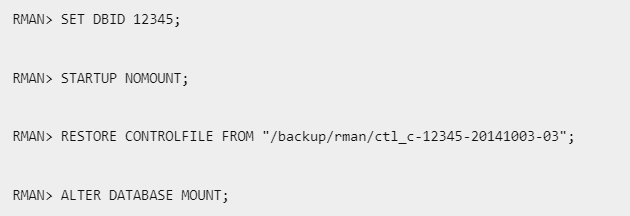 RMAN> SET DBID 12345;
RMAN> STARTUP NOMOUNT;
RMAN> RESTORE CONTROLFILE FROM "/backup/rman/ctl_c-12345-20141003-03";
RMAN> ALTER DATABASE MOUNT;